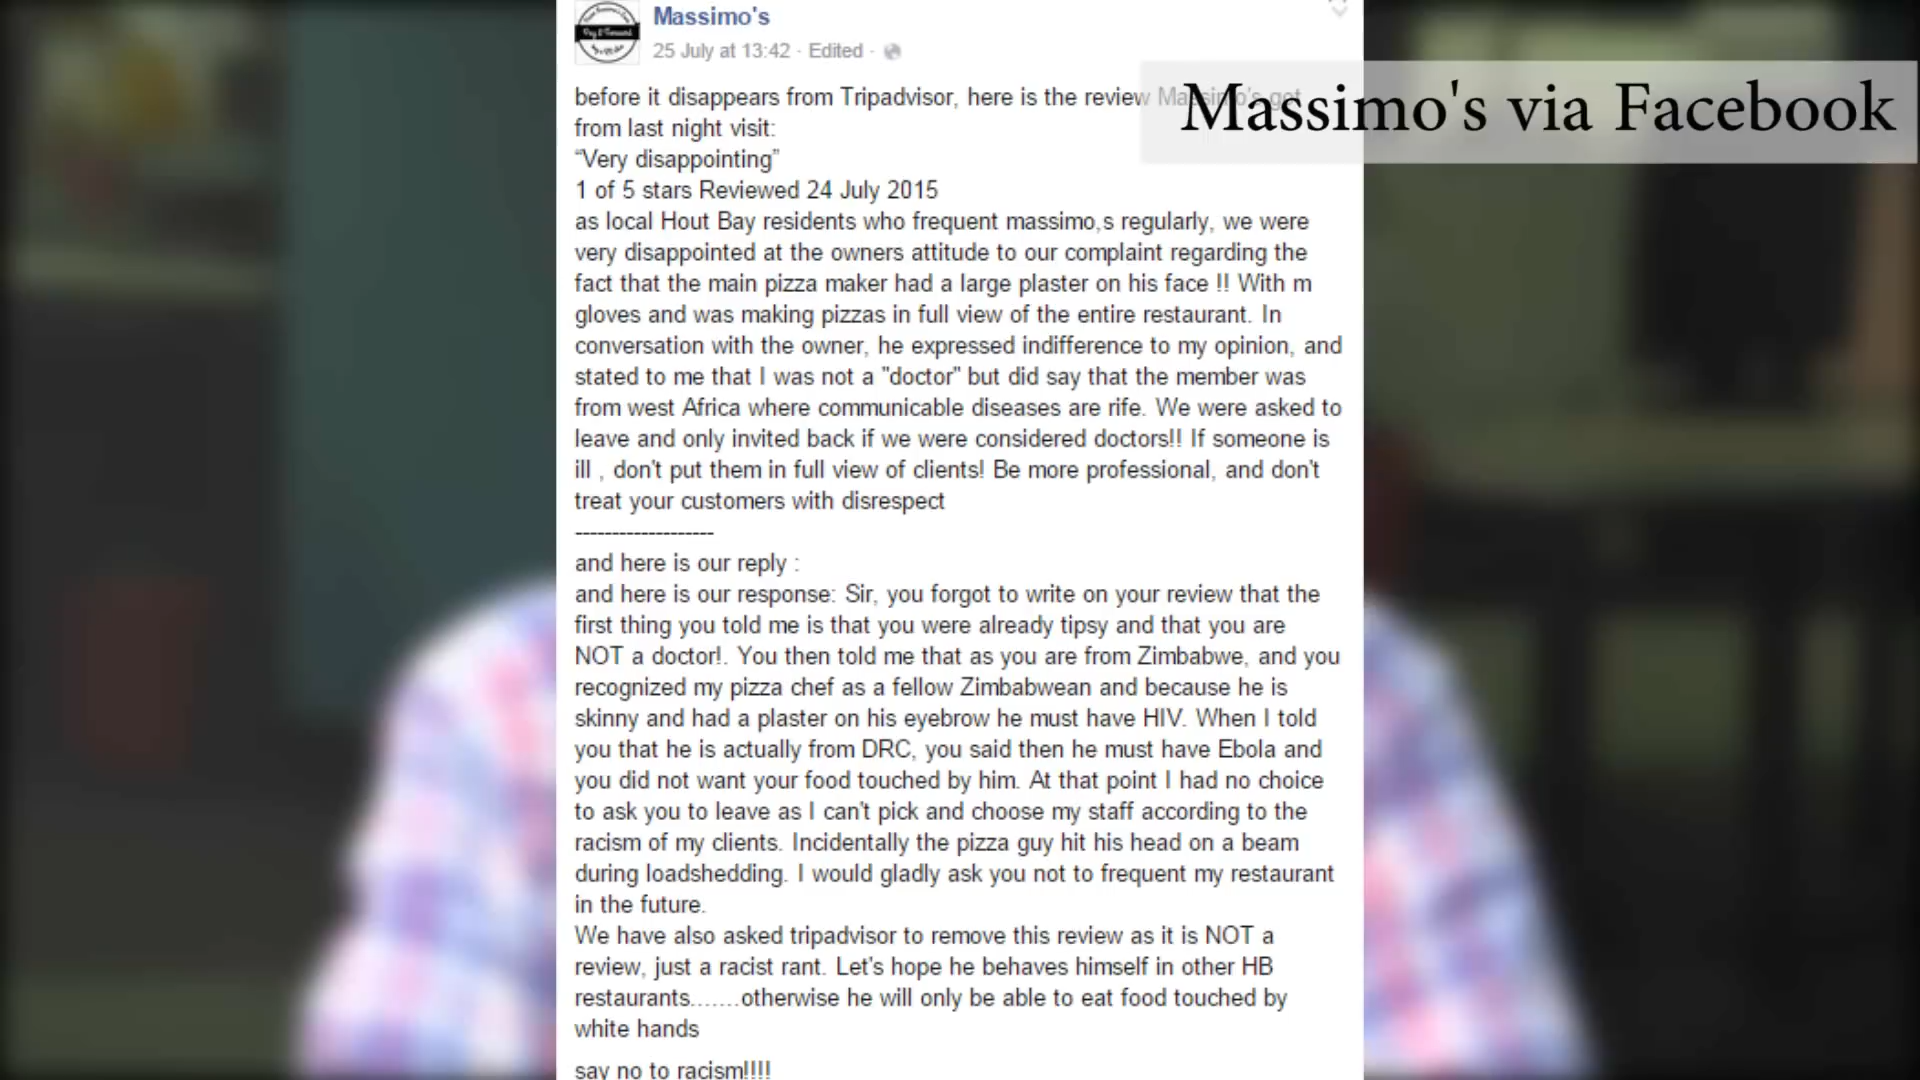 Massimo's
25 July at 13:42 · Edited ·
Massimo's via Facebook
before it disappears from Tripadvisor, here is the review Massimo's got
from last night visit:
“Very disappointing”
1 of 5 stars Reviewed 24 July 2015
as local Hout Bay residents who frequent massimo,s regularly, we were
very disappointed at the owners attitude to our complaint regarding the
fact that the main pizza maker had a large plaster on his face !! With m
gloves and was making pizzas in full view of the entire restaurant. In
conversation with the owner, he expressed indifference to my opinion, and
stated to me that I was not a "doctor" but did say that the member was
from west Africa where communicable diseases are rife. We were asked to
leave and only invited back if we were considered doctors!! If someone is
ill , don't put them in full view of clients! Be more professional, and don't
treat your customers with disrespect
-------------------
and here is our reply :
and here is our response: Sir, you forgot to write on your review that the
first thing you told me is that you were already tipsy and that you are
NOT a doctor!. You then told me that as you are from Zimbabwe, and you
recognized my pizza chef as a fellow Zimbabwean and because he is
skinny and had a plaster on his eyebrow he must have HIV. When I told
you that he is actually from DRC, you said then he must have Ebola and
you did not want your food touched by him. At that point I had no choice
to ask you to leave as I can't pick and choose my staff according to the
racism of my clients. Incidentally the pizza guy hit his head on a beam
during loadshedding. I would gladly ask you not to frequent my restaurant
in the future.
We have also asked tripadvisor to remove this review as it is NOT a
review, just a racist rant. Let's hope he behaves himself in other HB
restaurants.......otherwise he will only be able to eat food touched by
white hands
say no to racism!!!!